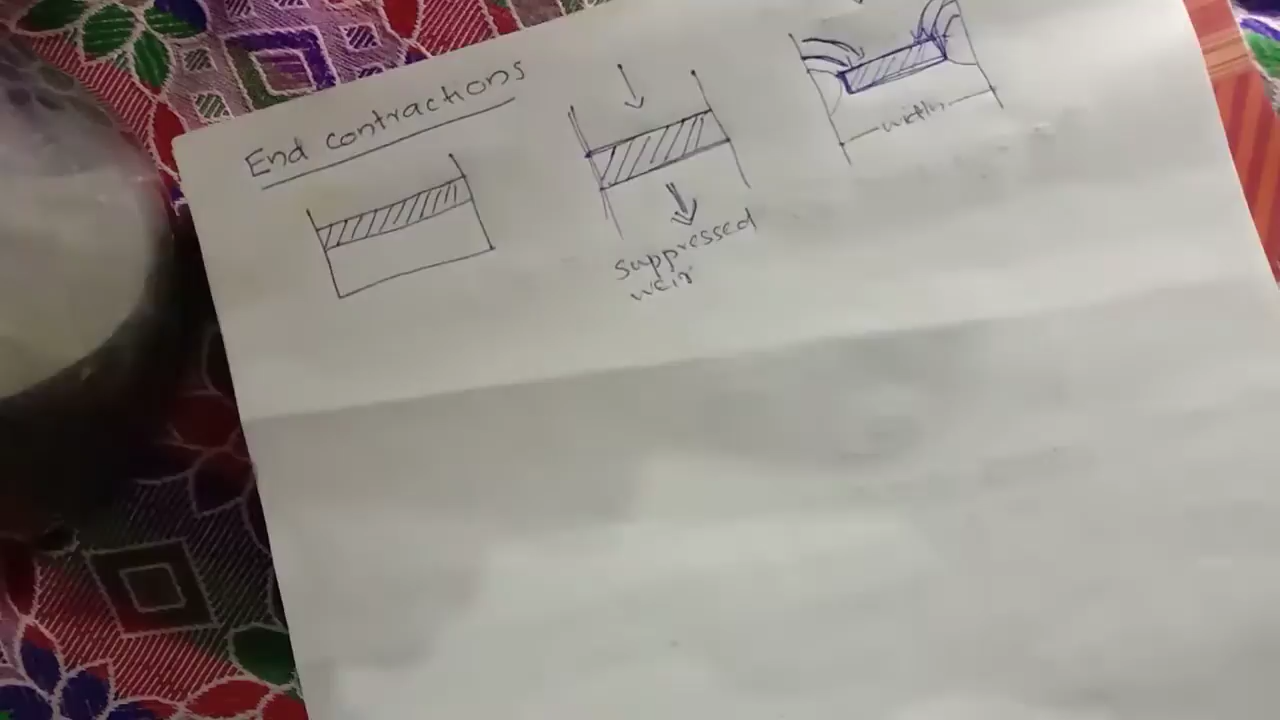 End contractions
suppressed
weir
width